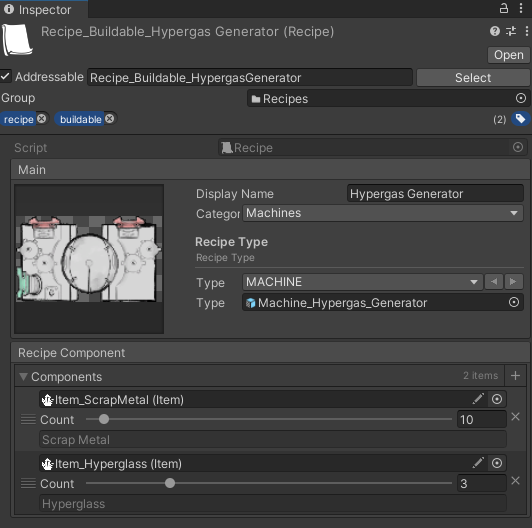 Inspector
Recipe_Buildable_Hypergas Generator (Recipe)
Open
Addressable Recipe_Buildable_HypergasGenerator Select
Group Recipes
recipe buildable (2)
Script Recipe
Main
Display Name Hypergas Generator
Categor Machines
Recipe Type
Recipe Type
Type MACHINE
Type Machine_Hypergas_Generator
Recipe Component
Components 2 items
Item_ScrapMetal (Item)
Count 10
Scrap Metal
Item_Hyperglass (Item)
Count 3
Hyperglass